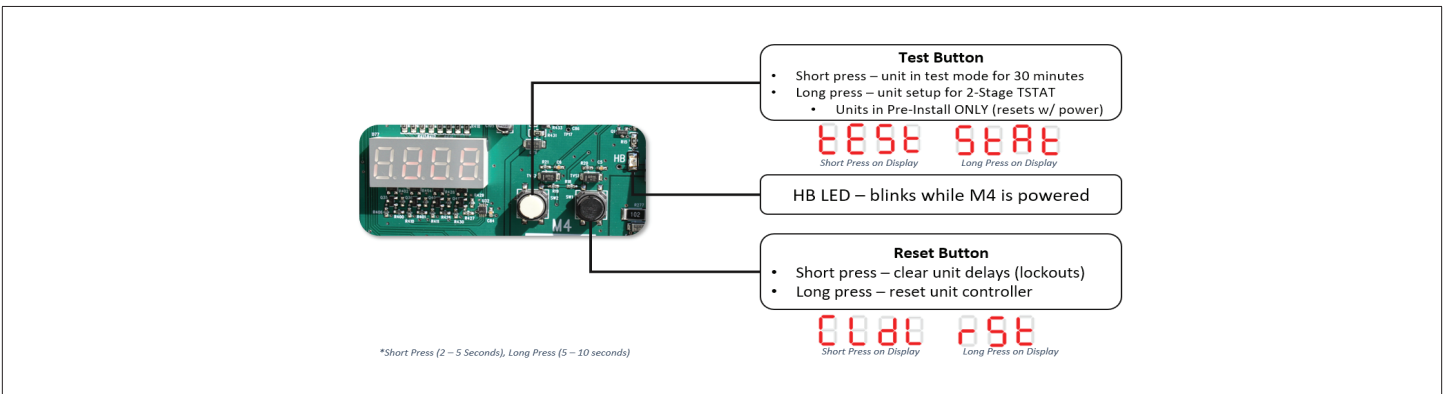 Test Button
• Short press – unit in test mode for 30 minutes
• Long press – unit setup for 2-Stage TSTAT
• Units in Pre-Install ONLY (resets w/ power)
tESt StAt
Short Press on Display Long Press on Display
HB
HB LED – blinks while M4 is powered
M4
Reset Button
• Short press – clear unit delays (lockouts)
• Long press – reset unit controller
CLdL rSt
Short Press on Display Long Press on Display
*Short Press (2 – 5 Seconds), Long Press (5 – 10 seconds)